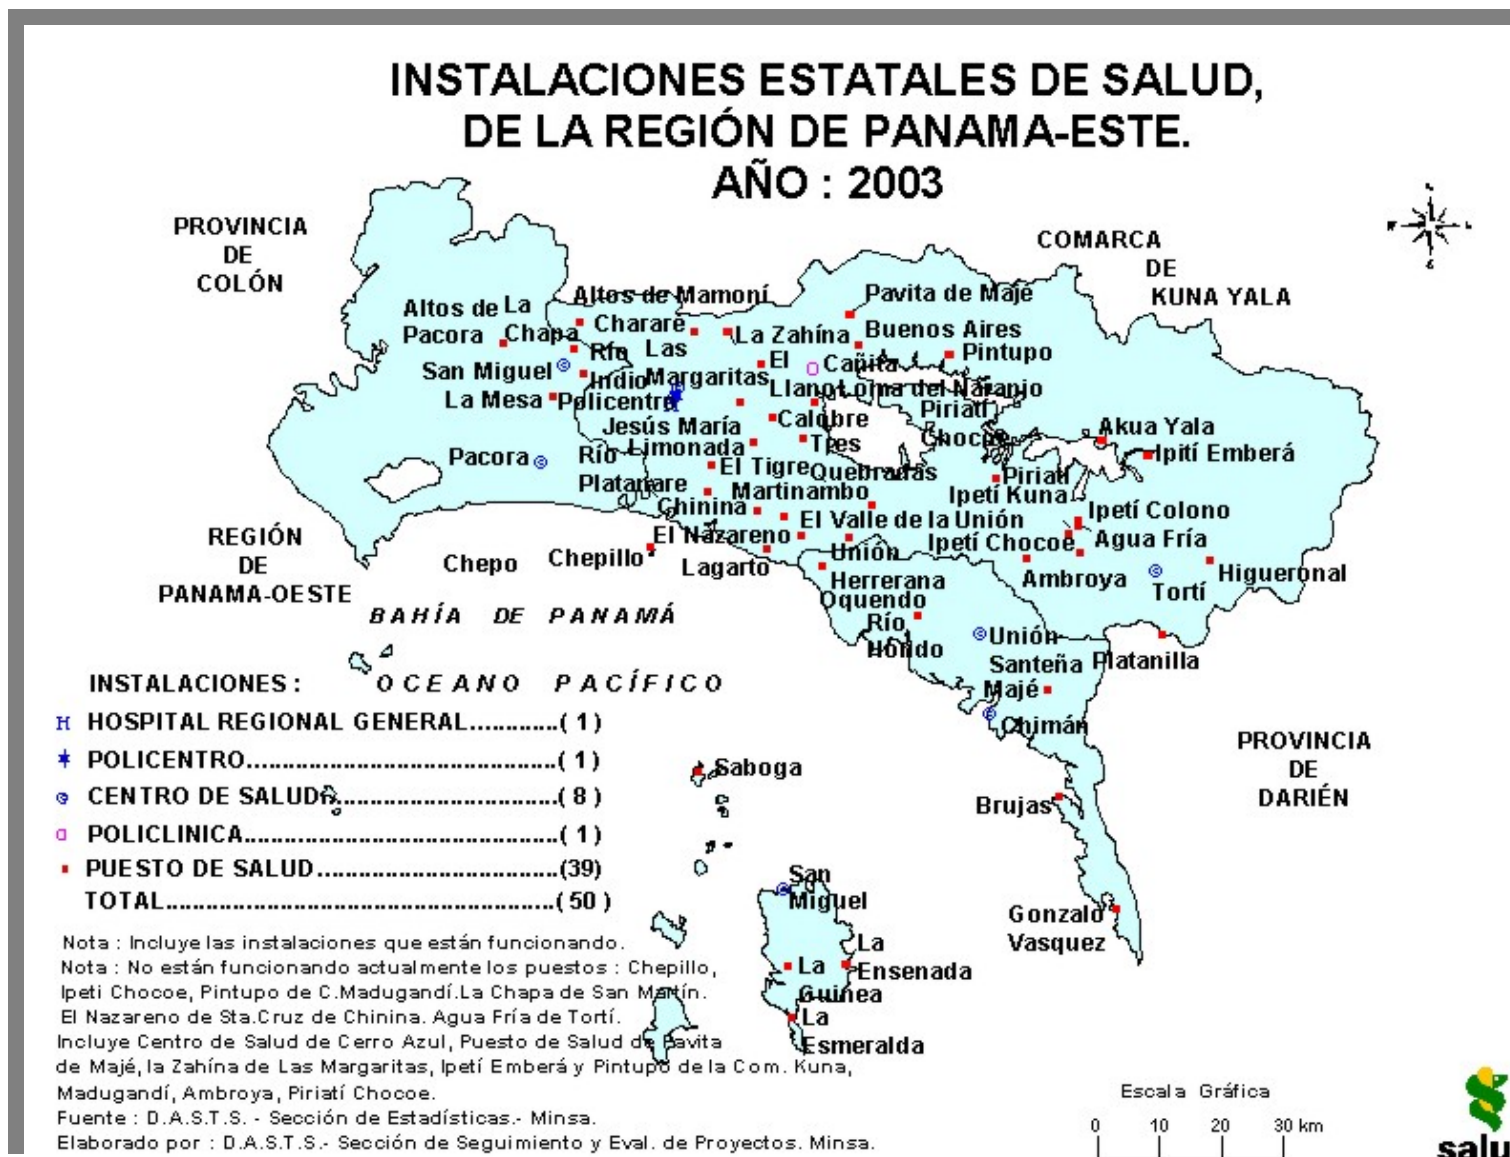 INSTALACIONES ESTATALES DE SALUD,
DE LA REGIÓN DE PANAMA-ESTE.
AÑO : 2003
PROVINCIA
DE
COLÓN
COMARCA
DE
KUNA YALA
Altos de
Pacora
La
Chapa
Altos de Mamoní
Charare
Las
Margaritas
La Zahína
Pavita de Majé
Buenos Aires
Pintupo
San Miguel
Río
Indio
El
Llano
Cañita
Loma del Naranjo
La Mesa
Policentro
Piriatí
Chocoe
Jesús María
Calobre
Akua Yala
Limonada
Tres
Quebradas
Ipití Emberá
Pacora
Río
Platanare
El Tigre
Piriatí
Martinambo
Ipetí Kuna
Chinina
Ipetí Colono
El Valle de la Unión
El Nazareno
Ipetí Chocoe
Agua Fría
REGIÓN
DE
PANAMA-OESTE
Chepo
Chepillo
Lagarto
Unión
Herrerana
Ambroya
Tortí
Higueronal
Oquendo
BAHÍA DE PANAMÁ
Río
Hondo
Unión
Santeña
Platanilla
Majé
Chimán
OCEANO PACÍFICO
PROVINCIA
DE
DARIÉN
INSTALACIONES :
H HOSPITAL REGIONAL GENERAL............( 1 )
POLICENTRO...........................................( 1 )
CENTRO DE SALUD...............................( 8 )
POLICLINICA...........................................( 1 )
PUESTO DE SALUD.................................(39)
TOTAL.....................................................( 50 )
Saboga
Brujas
San
Miguel
Gonzalo
Vasquez
La
Ensenada
La
Guinea
La
Esmeralda
Nota : Incluye las instalaciones que están funcionando.
Nota : No están funcionando actualmente los puestos : Chepillo,
Ipeti Chocoe, Pintupo de C.Madugandí.La Chapa de San Martín.
El Nazareno de Sta.Cruz de Chinina. Agua Fría de Tortí.
Incluye Centro de Salud de Cerro Azul, Puesto de Salud de Pavita
de Majé, la Zahína de Las Margaritas, Ipetí Emberá y Pintupo de la Com. Kuna,
Madugandí, Ambroya, Piriatí Chocoe.
Fuente : D.A.S.T.S. - Sección de Estadísticas.- Minsa.
Elaborado por : D.A.S.T.S.- Sección de Seguimiento y Eval. de Proyectos. Minsa.
Escala Gráfica
0 10 20 30 km
salu